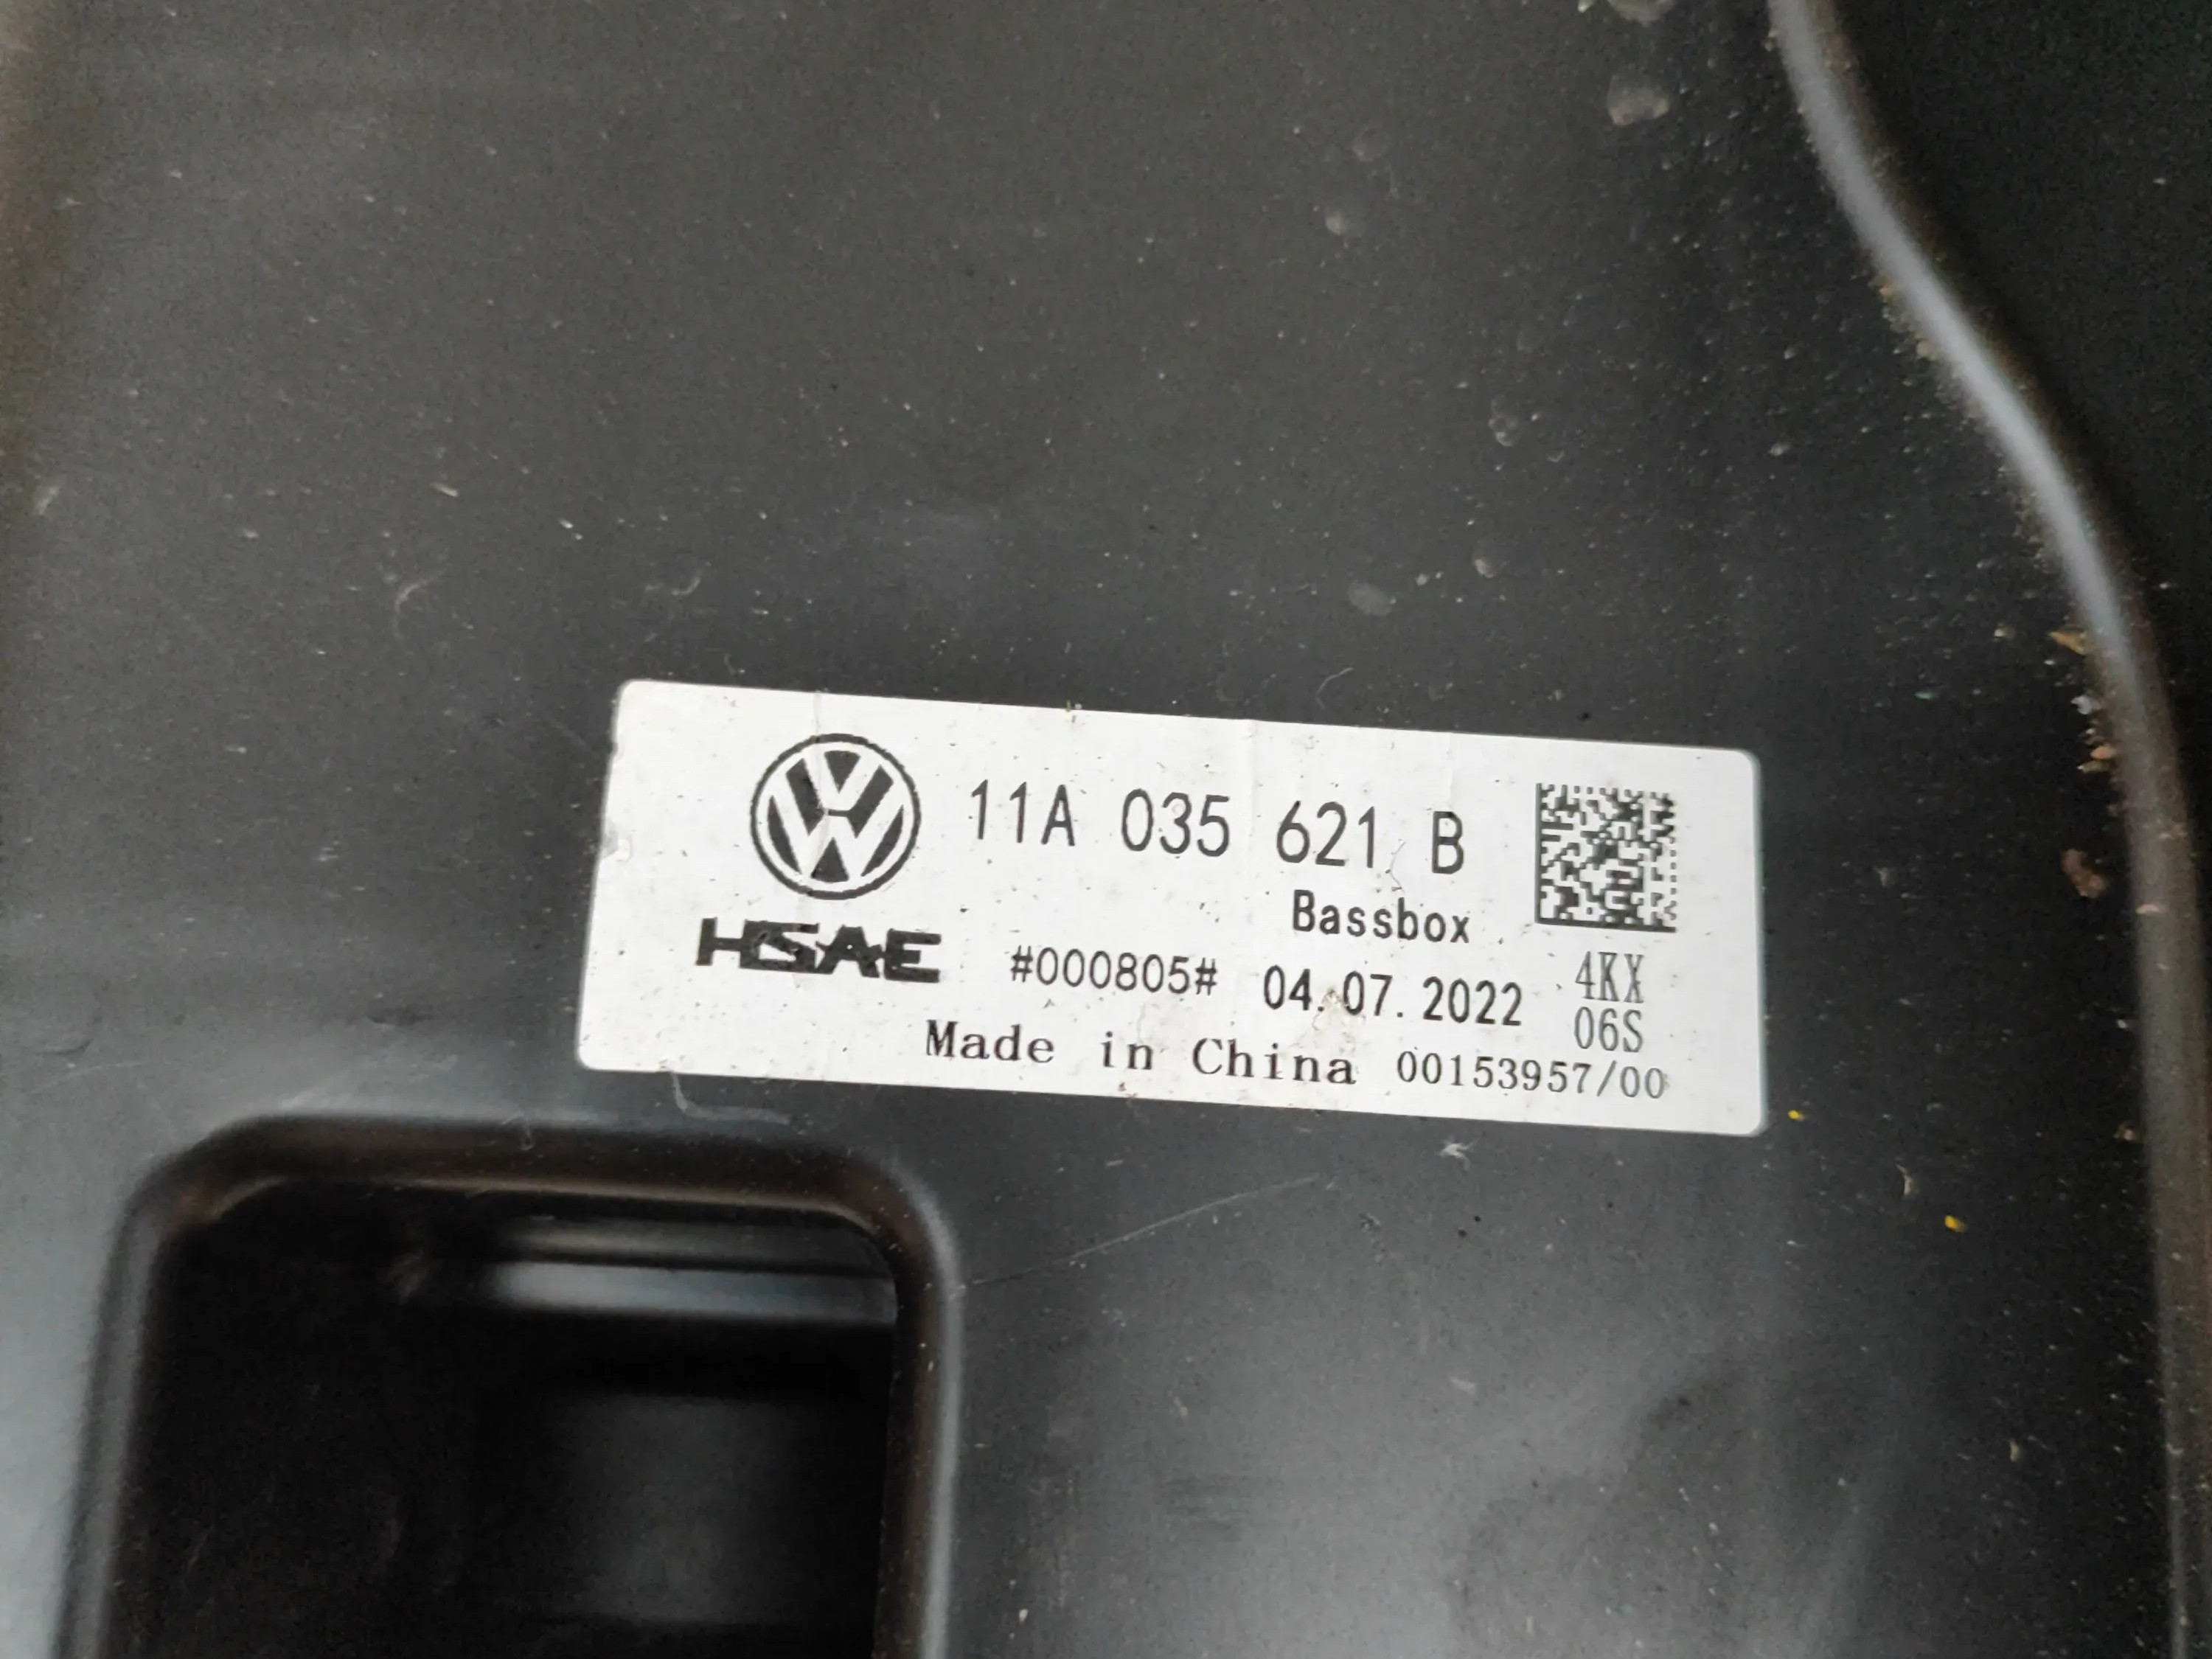 11A 035 621 B
Bassbox
HSAE #000805# 04.07.2022 4KX
06S
Made in China 00153957/00